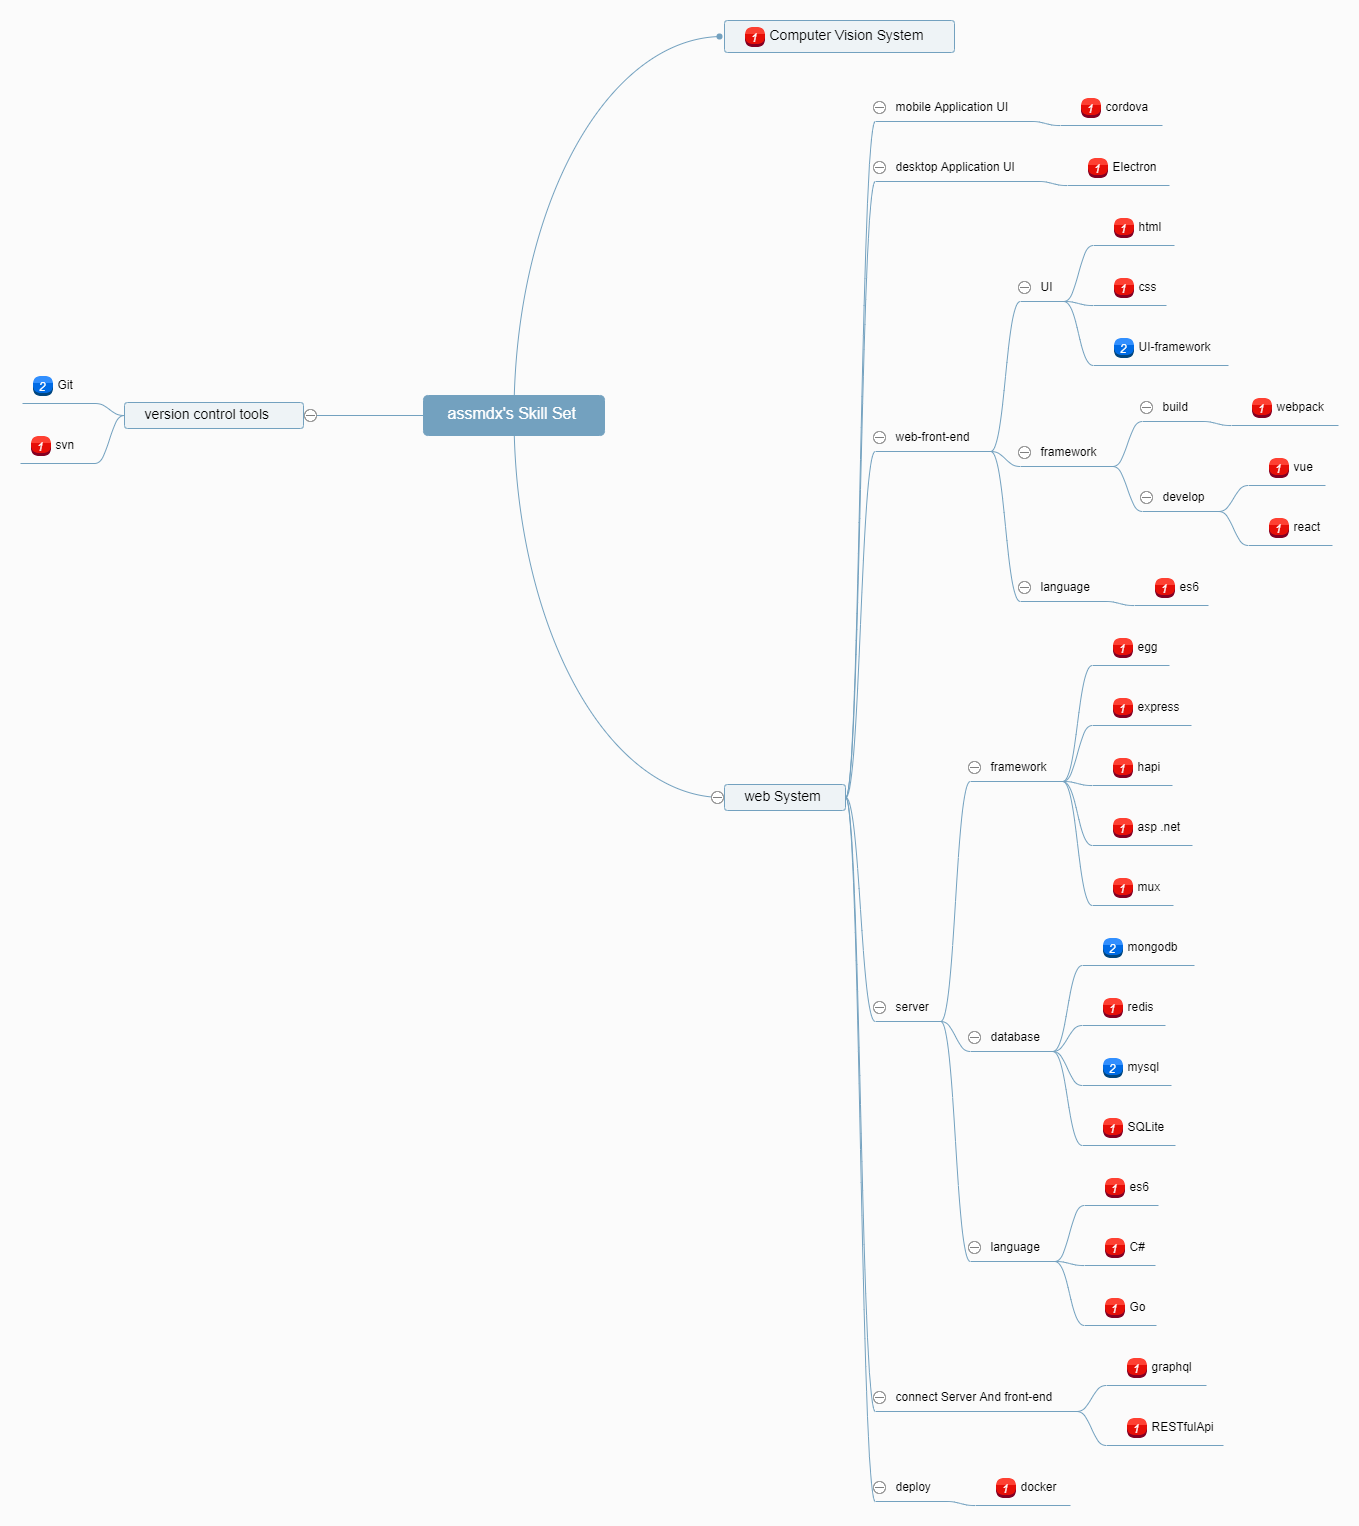 1 Computer Vision System
mobile Application UI
1 cordova
desktop Application UI
1 Electron
1 html
UI
1 css
2 UI-framework
2 Git
version control tools
1 svn
assmdx's Skill Set
web-front-end
build
1 webpack
framework
1 vue
develop
1 react
language
1 es6
1 egg
1 express
framework
1 hapi
web System
1 asp .net
1 mux
2 mongodb
server
1 redis
database
2 mysql
1 SQLite
1 es6
language
1 C#
1 Go
1 graphql
connect Server And front-end
1 RESTfulApi
deploy
1 docker